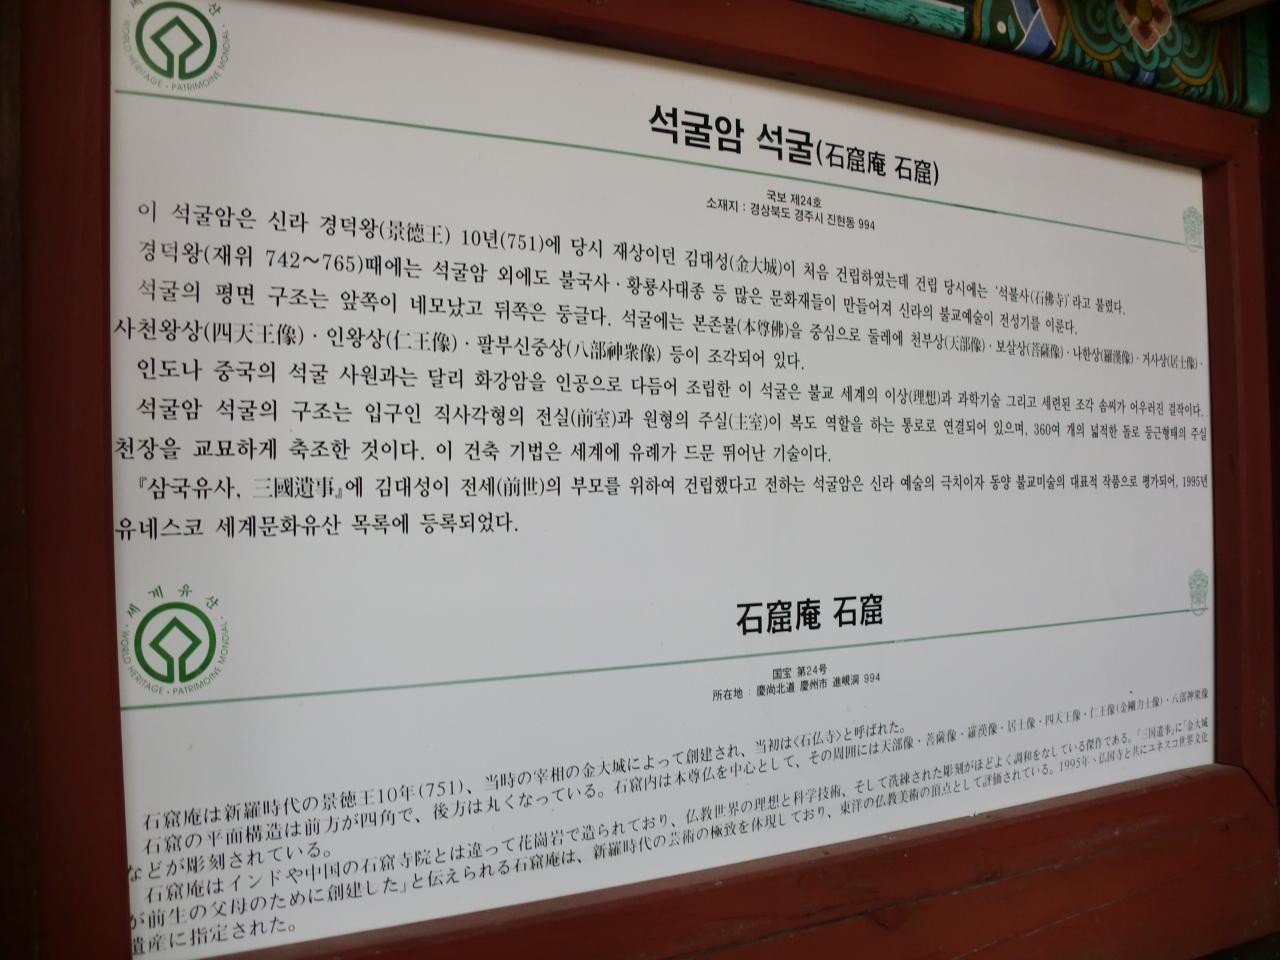 세 계 유 산
WORLD HERITAGE · PATRIMOINE MONDIAL
석굴암 석굴(石窟庵 石窟)
국보 제24호
소재지 : 경상북도 경주시 진현동 994
이 석굴암은 신라 경덕왕(景德王) 10년(751)에 당시 재상이던 김대성(金大城)이 처음 건립하였는데 건립 당시에는 ‘석불사(石佛寺)’라고 불렸다.
경덕왕(재위 742～765)때에는 석굴암 외에도 불국사 · 황룡사대종 등 많은 문화재들이 만들어져 신라의 불교예술이 전성기를 이룬다.
석굴의 평면 구조는 앞쪽이 네모났고 뒤쪽은 둥글다. 석굴에는 본존불(本尊佛)을 중심으로 둘레에 천부상(天部像) · 보살상(菩薩像) · 나한상(羅漢像) · 거사상(居士像) ·
사천왕상(四天王像) · 인왕상(仁王像) · 팔부신중상(八部神衆像) 등이 조각되어 있다.
인도나 중국의 석굴 사원과는 달리 화강암을 인공으로 다듬어 조립한 이 석굴은 불교 세계의 이상(理想)과 과학기술 그리고 세련된 조각 솜씨가 어우러진 걸작이다.
석굴암 석굴의 구조는 입구인 직사각형의 전실(前室)과 원형의 주실(主室)이 복도 역할을 하는 통로로 연결되어 있으며, 360여 개의 넓적한 돌로 둥근형태의 주실
천장을 교묘하게 축조한 것이다. 이 건축 기법은 세계에 유례가 드문 뛰어난 기술이다.
『삼국유사, 三國遺事』에 김대성이 전세(前世)의 부모를 위하여 건립했다고 전하는 석굴암은 신라 예술의 극치이자 동양 불교미술의 대표적 작품으로 평가되어, 1995년
유네스코 세계문화유산 목록에 등록되었다.
세 계 유 산
WORLD HERITAGE · PATRIMOINE MONDIAL
石窟庵 石窟
国宝 第24号
所在地 : 慶尚北道 慶州市 進峴洞 994
石窟庵は新羅時代の景徳王10年(751)、当時の宰相の金大城によって創建され、当初は〈石仏寺〉と呼ばれた。
石窟の平面構造は前方が四角で、後方は丸くなっている。石窟内は本尊仏を中心として、その周囲には天部像・菩薩像・羅漢像・居士像・四天王像・仁王像(金剛力士像)・八部神衆像
などが彫刻されている。
石窟庵はインドや中国の石窟寺院とは違って花崗岩で造られており、仏教世界の理想と科学技術、そして洗練された彫刻がほどよく調和をなしている傑作である。『三国遺事』に「金大城
が前生の父母のために創建した」と伝えられる石窟庵は、新羅時代の芸術の極致を体現しており、東洋の仏教美術の頂点として評価されている。1995年、仏国寺と共にユネスコ世界文化
遺産に指定された。